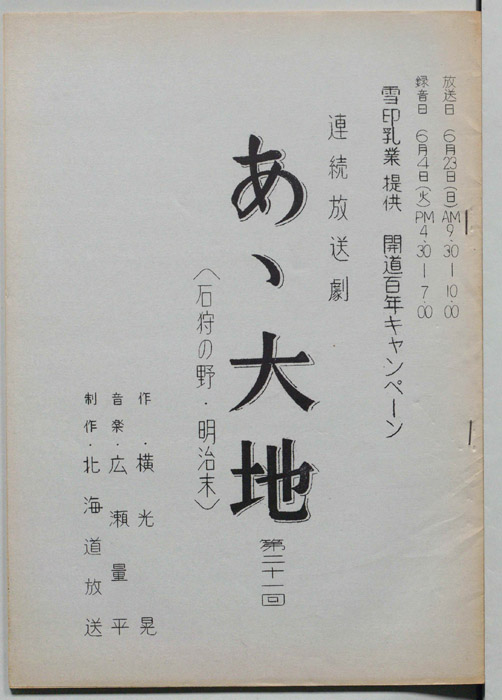 放送日 6月23日(日)AM9.30―10.00
録音日 6月4日(火)PM4.30―7.00
雪印乳業提供 開道百年キャンペーン
連続放送劇
あゝ大地
第二十一回
〈石狩の野・明治末〉
作・横光晃
音楽・広瀬量平
制作・北海道放送